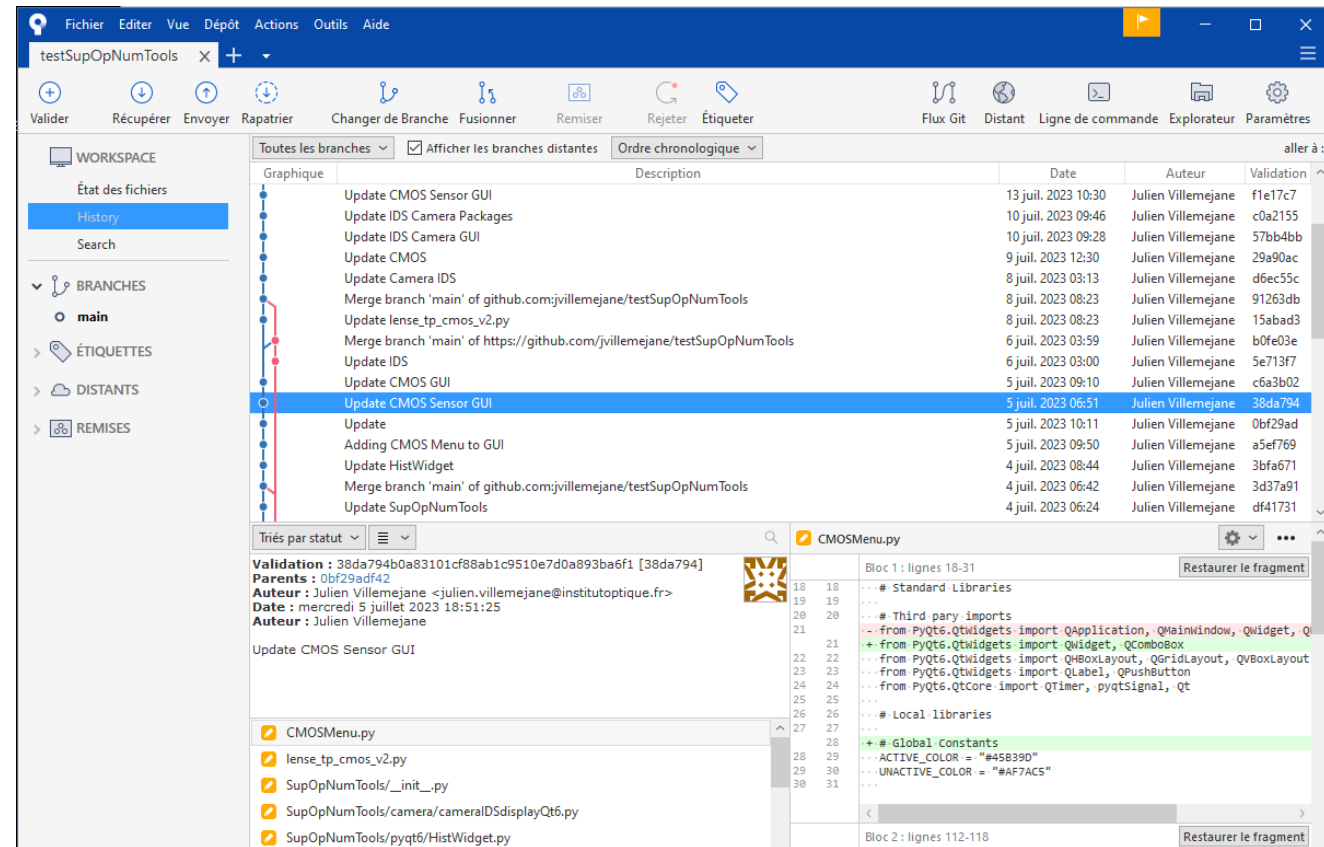 Fichier Editer Vue Dépôt Actions Outils Aide
testSupOpNumTools
Valider Récupérer Envoyer Rapatrier Changer de Branche Fusionner Remiser Rejeter Étiqueter Flux Git Distant Ligne de commande Explorateur Paramètres
WORKSPACE
État des fichiers
History
Search
BRANCHES
main
ÉTIQUETTES
DISTANTS
REMISES
Toutes les branches Afficher les branches distantes Ordre chronologique aller à :
Graphique Description Date Auteur Validation
Update CMOS Sensor GUI 13 juil. 2023 10:30 Julien Villemejane f1e17c7
Update IDS Camera Packages 10 juil. 2023 09:46 Julien Villemejane c0a2155
Update IDS Camera GUI 10 juil. 2023 09:28 Julien Villemejane 57bb4bb
Update CMOS 9 juil. 2023 12:30 Julien Villemejane 29a90ac
Update Camera IDS 8 juil. 2023 03:13 Julien Villemejane d6ec55c
Merge branch 'main' of github.com:jvillemejane/testSupOpNumTools 8 juil. 2023 08:23 Julien Villemejane 91263db
Update lense_tp_cmos_v2.py 8 juil. 2023 08:23 Julien Villemejane 15abad3
Merge branch 'main' of https://github.com/jvillemejane/testSupOpNumTools 6 juil. 2023 03:59 Julien Villemejane b0fe03e
Update IDS 6 juil. 2023 03:00 Julien Villemejane 5e713f7
Update CMOS GUI 5 juil. 2023 09:10 Julien Villemejane c6a3b02
Update CMOS Sensor GUI 5 juil. 2023 06:51 Julien Villemejane 38da794
Update 5 juil. 2023 10:11 Julien Villemejane 0bf29ad
Adding CMOS Menu to GUI 5 juil. 2023 09:50 Julien Villemejane a5ef769
Update HistWidget 4 juil. 2023 08:44 Julien Villemejane 3bfa671
Merge branch 'main' of github.com:jvillemejane/testSupOpNumTools 4 juil. 2023 06:42 Julien Villemejane 3d37a91
Update SupOpNumTools 4 juil. 2023 06:24 Julien Villemejane df41731
Triés par statut
Validation : 38da794b0a83101cf88ab1c9510e7d0a893ba6f1 [38da794]
Parents : 0bf29adf42
Auteur : Julien Villemejane <julien.villemejane@institutoptique.fr>
Date : mercredi 5 juillet 2023 18:51:25
Auteur : Julien Villemejane
Update CMOS Sensor GUI
CMOSMenu.py
lense_tp_cmos_v2.py
SupOpNumTools/__init__.py
SupOpNumTools/camera/cameraIDSdisplayQt6.py
SupOpNumTools/pyqt6/HistWidget.py
CMOSMenu.py
Bloc 1 : lignes 18-31 Restaurer le fragment
18 18 # Standard Libraries
19 19
20 20 # Third pary imports
21 - from PyQt6.QtWidgets import QApplication, QMainWindow, QWidget,
21 + from PyQt6.QtWidgets import QWidget, QComboBox
22 22 from PyQt6.QtWidgets import QHBoxLayout, QGridLayout, QVBoxLayout
23 23 from PyQt6.QtWidgets import QLabel, QPushButton
24 24 from PyQt6.QtCore import QTimer, pyqtSignal, Qt
25 25
26 26 # Local libraries
27 27
28 + # Global Constants
28 29 ACTIVE_COLOR = "#45B39D"
29 30 UNACTIVE_COLOR = "#AF7AC5"
30 31
Bloc 2 : lignes 112-118 Restaurer le fragment